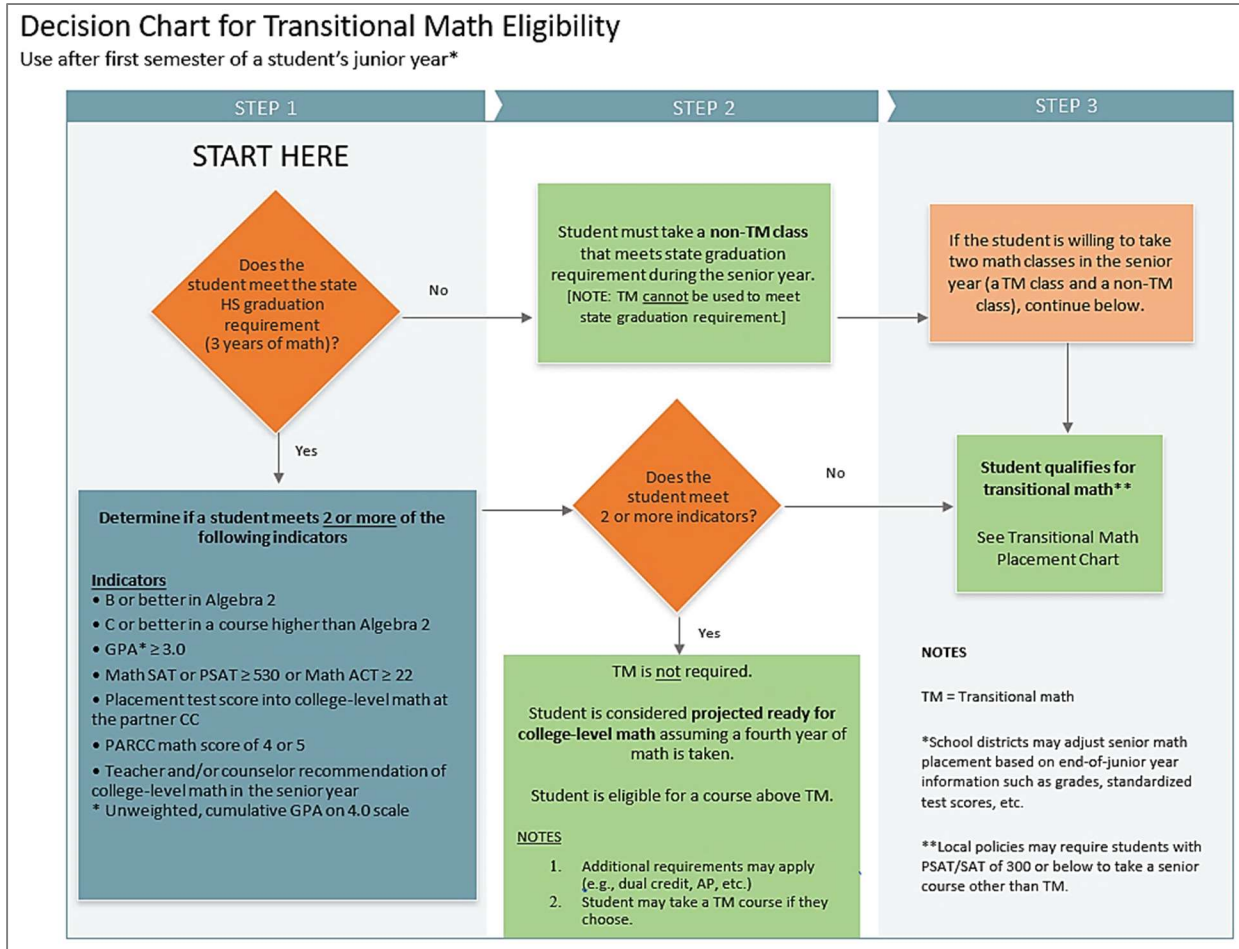 Decision Chart for Transitional Math Eligibility
Use after first semester of a student's junior year*
STEP 1
STEP 2
STEP 3
START HERE
Does the
student meet the state
HS graduation
requirement
(3 years of math)?
No
Student must take a non-TM class
that meets state graduation
requirement during the senior year.
[NOTE: TM cannot be used to meet
state graduation requirement.]
If the student is willing to take
two math classes in the senior
year (a TM class and a non-TM
class), continue below.
Yes
Determine if a student meets 2 or more of the
following indicators
Indicators
• B or better in Algebra 2
• C or better in a course higher than Algebra 2
• GPA* ≥ 3.0
• Math SAT or PSAT ≥ 530 or Math ACT ≥ 22
• Placement test score into college-level math at
the partner CC
• PARCC math score of 4 or 5
• Teacher and/or counselor recommendation of
college-level math in the senior year
* Unweighted, cumulative GPA on 4.0 scale
Does the
student meet
2 or more indicators?
No
Student qualifies for
transitional math**
See Transitional Math
Placement Chart
Yes
TM is not required.
Student is considered projected ready for
college-level math assuming a fourth year of
math is taken.
Student is eligible for a course above TM.
NOTES
1. Additional requirements may apply
(e.g., dual credit, AP, etc.)
2. Student may take a TM course if they
choose.
NOTES
TM = Transitional math
*School districts may adjust senior math
placement based on end-of-junior year
information such as grades, standardized
test scores, etc.
**Local policies may require students with
PSAT/SAT of 300 or below to take a senior
course other than TM.